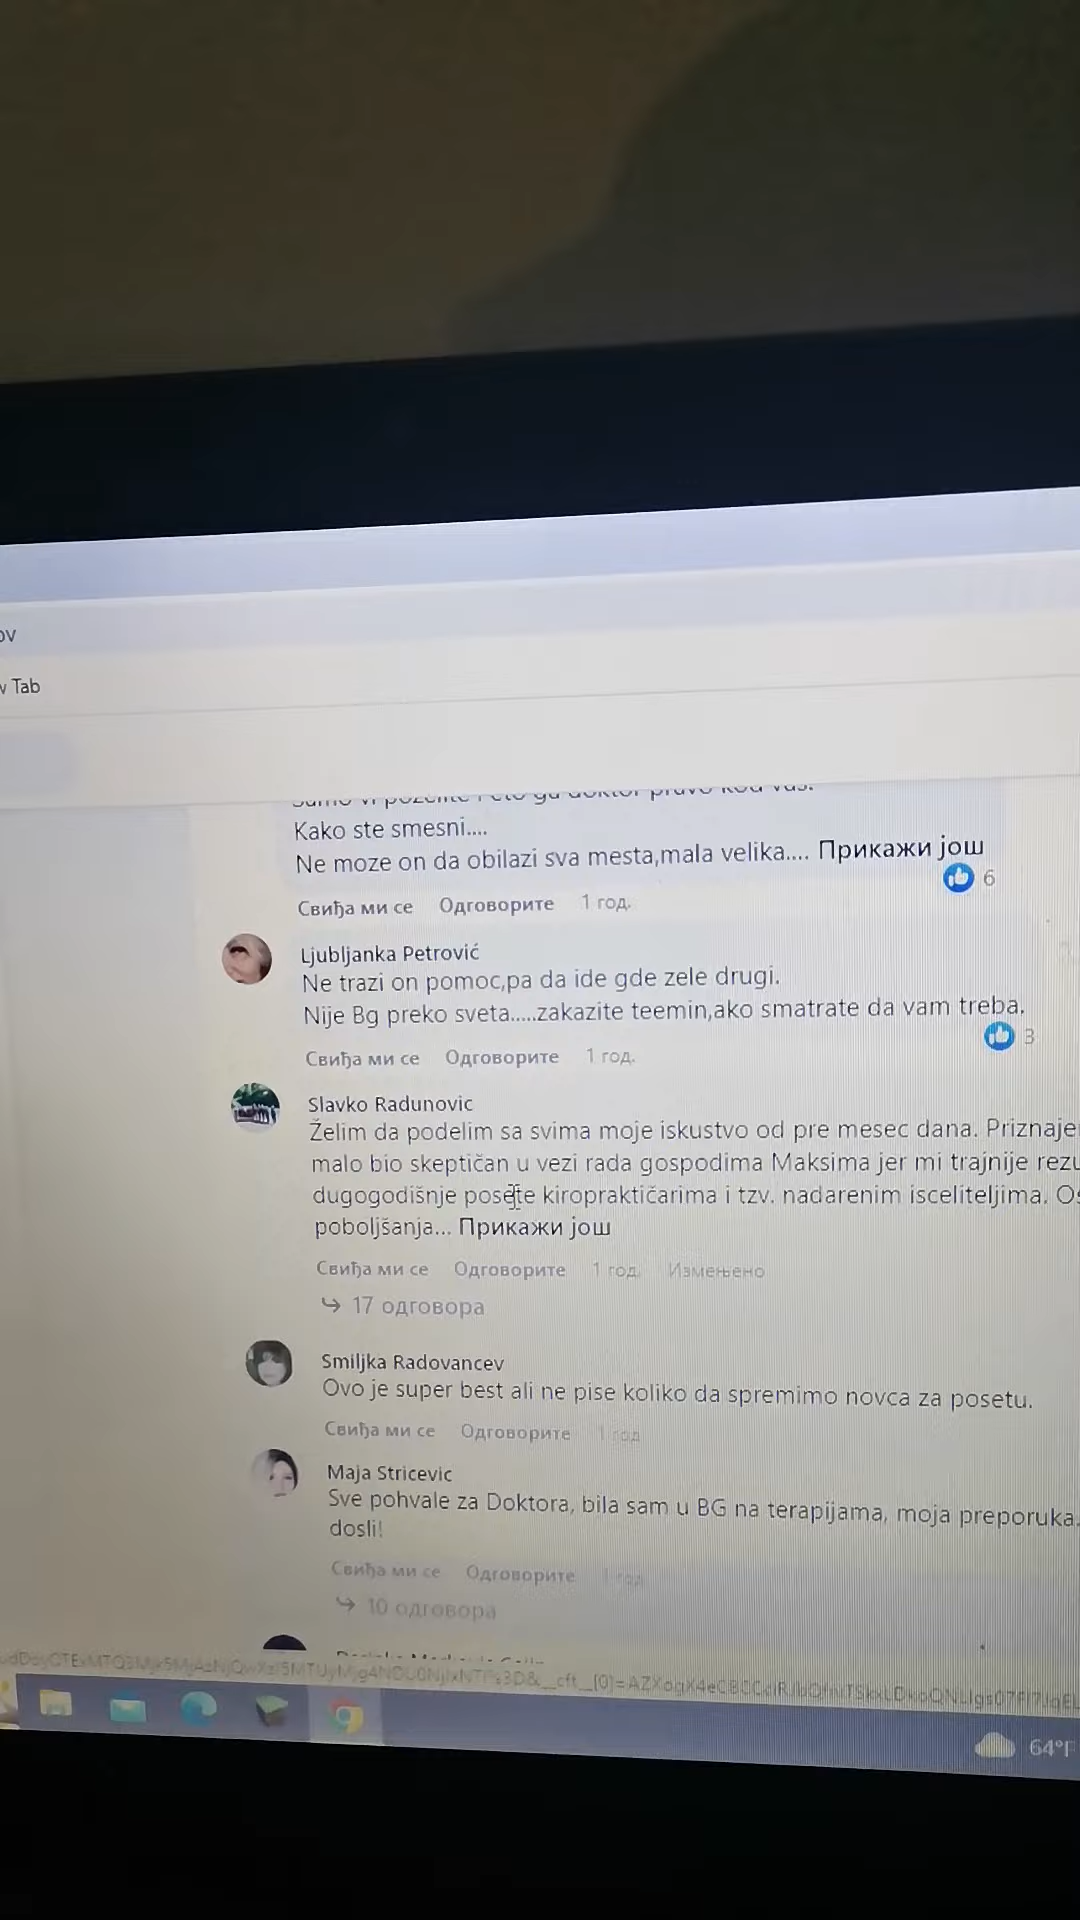 ov
v Tab
Kako ste smesni....
Ne moze on da obilazi sva mesta,mala velika.... Прикажи још
6
Свиђа ми се Одговорите 1 год.
Ljubljanka Petrović
Ne trazi on pomoc,pa da ide gde zele drugi.
Nije Bg preko sveta.....zakazite teemin,ako smatrate da vam treba.
3
Свиђа ми се Одговорите 1 год.
Slavko Radunovic
Želim da podelim sa svima moje iskustvo od pre mesec dana. Priznaje
malo bio skeptičan u vezi rada gospodima Maksima jer mi trajnije rezu
dugogodišnje posete kiropraktičarima i tzv. nadarenim isceliteljima. Os
poboljšanja... Прикажи још
Свиђа ми се Одговорите 1 год. Измењено
17 одговора
Smiljka Radovancev
Ovo je super best ali ne pise koliko da spremimo novca za posetu.
Свиђа ми се Одговорите 1 год
Maja Stricevic
Sve pohvale za Doktora, bila sam u BG na terapijama, moja preporuka.
dosli!
Свиђа ми се Одговорите 1 год
10 одговора
64°F